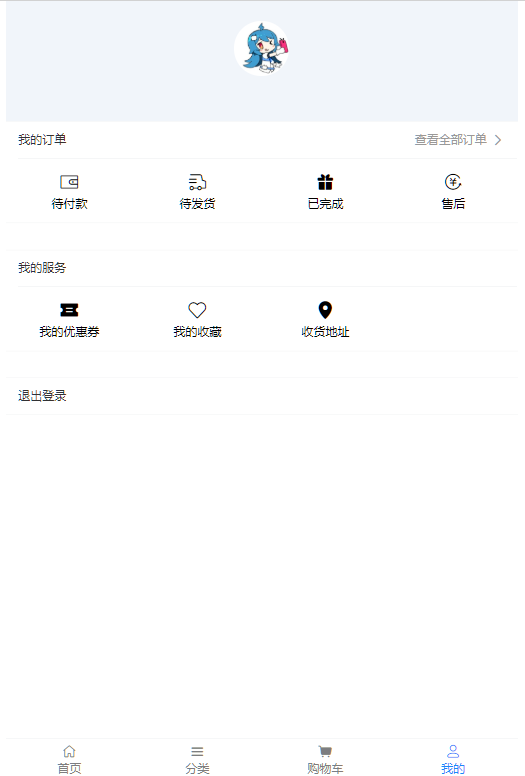 我的订单
查看全部订单
待付款
待发货
已完成
售后
我的服务
我的优惠券
我的收藏
收货地址
退出登录
首页
分类
购物车
我的